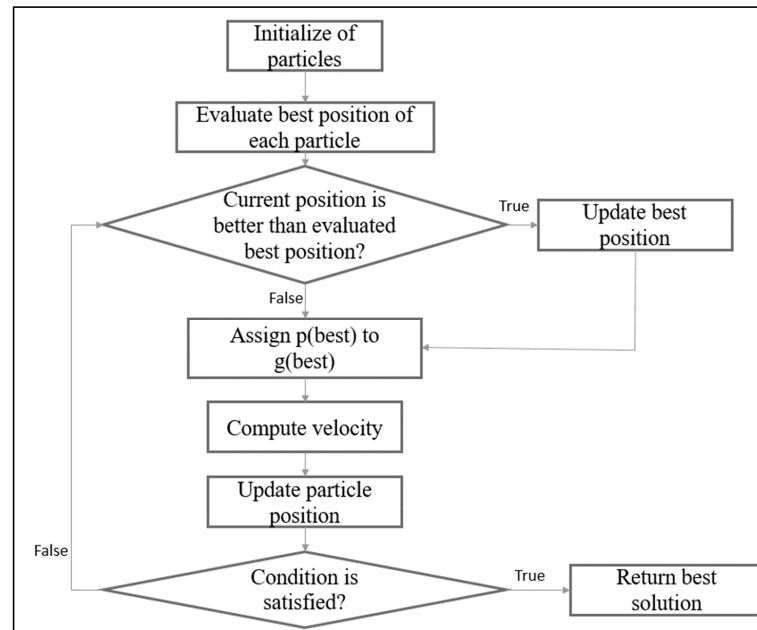 Initialize of
particles
Evaluate best position of
each particle
Current position is
better than evaluated
best position?
True
Update best
position
False
Assign p(best) to
g(best)
Compute velocity
Update particle
position
False
Condition is
satisfied?
True
Return best
solution